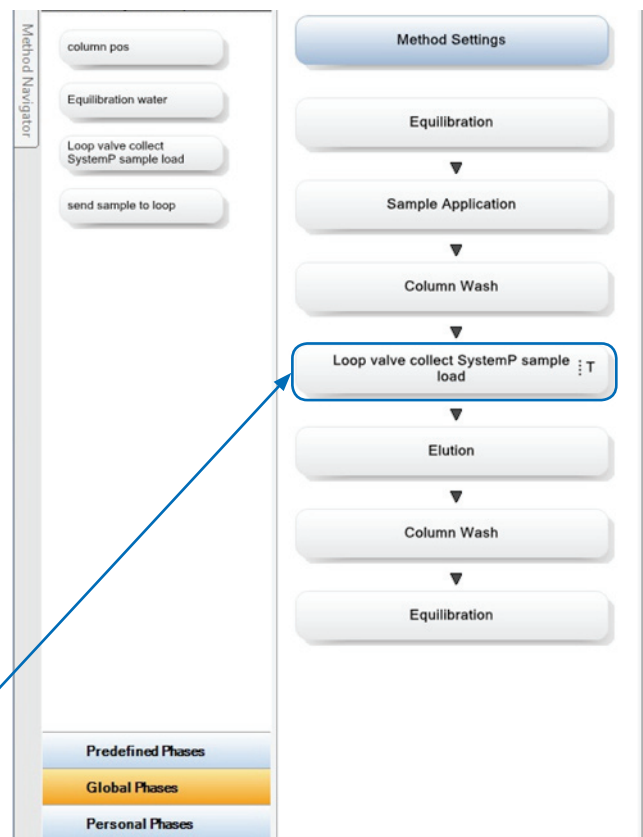 Method Navigator
column pos
Equilibration water
Loop valve collect
SystemP sample load
send sample to loop
Predefined Phases
Global Phases
Personal Phases
Method Settings
Equilibration
Sample Application
Column Wash
Loop valve collect SystemP sample
load
T
Elution
Column Wash
Equilibration